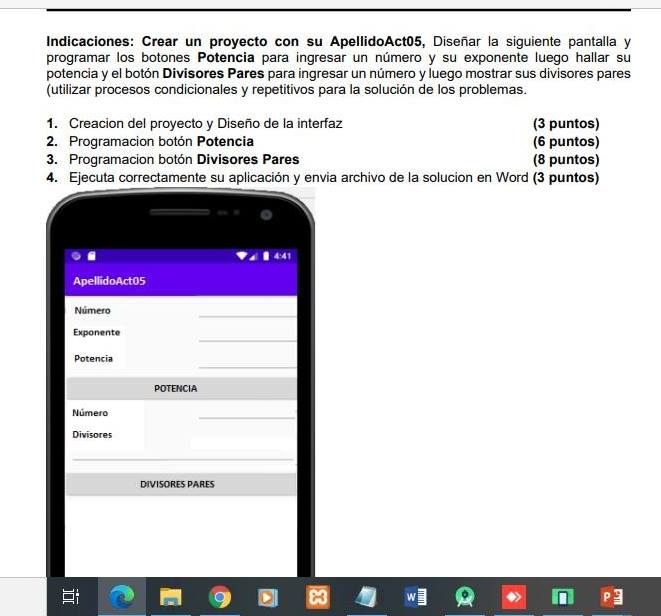 Indicaciones: Crear un proyecto con su ApellidoAct05, Diseñar la siguiente pantalla y
programar los botones Potencia para ingresar un número y su exponente luego hallar su
potencia y el botón Divisores Pares para ingresar un número y luego mostrar sus divisores pares
(utilizar procesos condicionales y repetitivos para la solución de los problemas.
1. Creacion del proyecto y Diseño de la interfaz (3 puntos)
2. Programacion botón Potencia (6 puntos)
3. Programacion botón Divisores Pares (8 puntos)
4. Ejecuta correctamente su aplicación y envia archivo de la solucion en Word (3 puntos)
4:41
ApellidoAct05
Número
Exponente
Potencia
POTENCIA
Número
Divisores
DIVISORES PARES